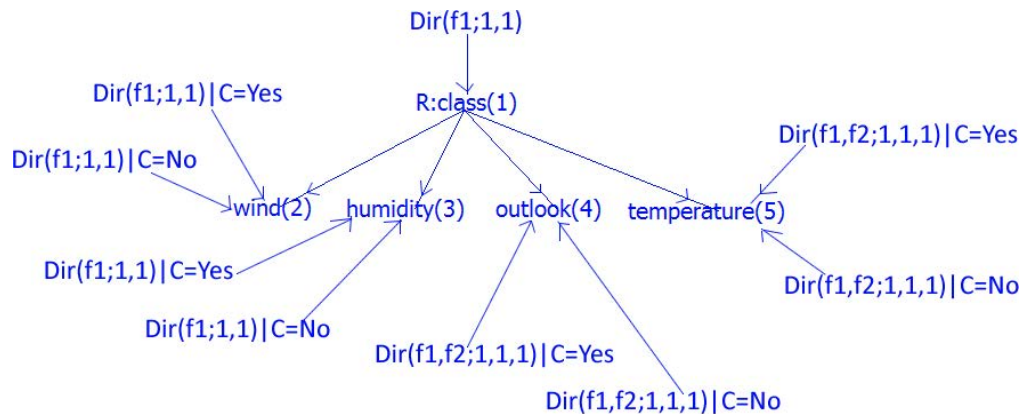 Dir(f1;1,1)
Dir(f1;1,1)|C=Yes
R:class(1)
Dir(f1,f2;1,1,1)|C=Yes
Dir(f1;1,1)|C=No
wind(2)
humidity(3)
outlook(4)
temperature(5)
Dir(f1;1,1)|C=Yes
Dir(f1,f2;1,1,1)|C=No
Dir(f1;1,1)|C=No
Dir(f1,f2;1,1,1)|C=Yes
Dir(f1,f2;1,1,1)|C=No